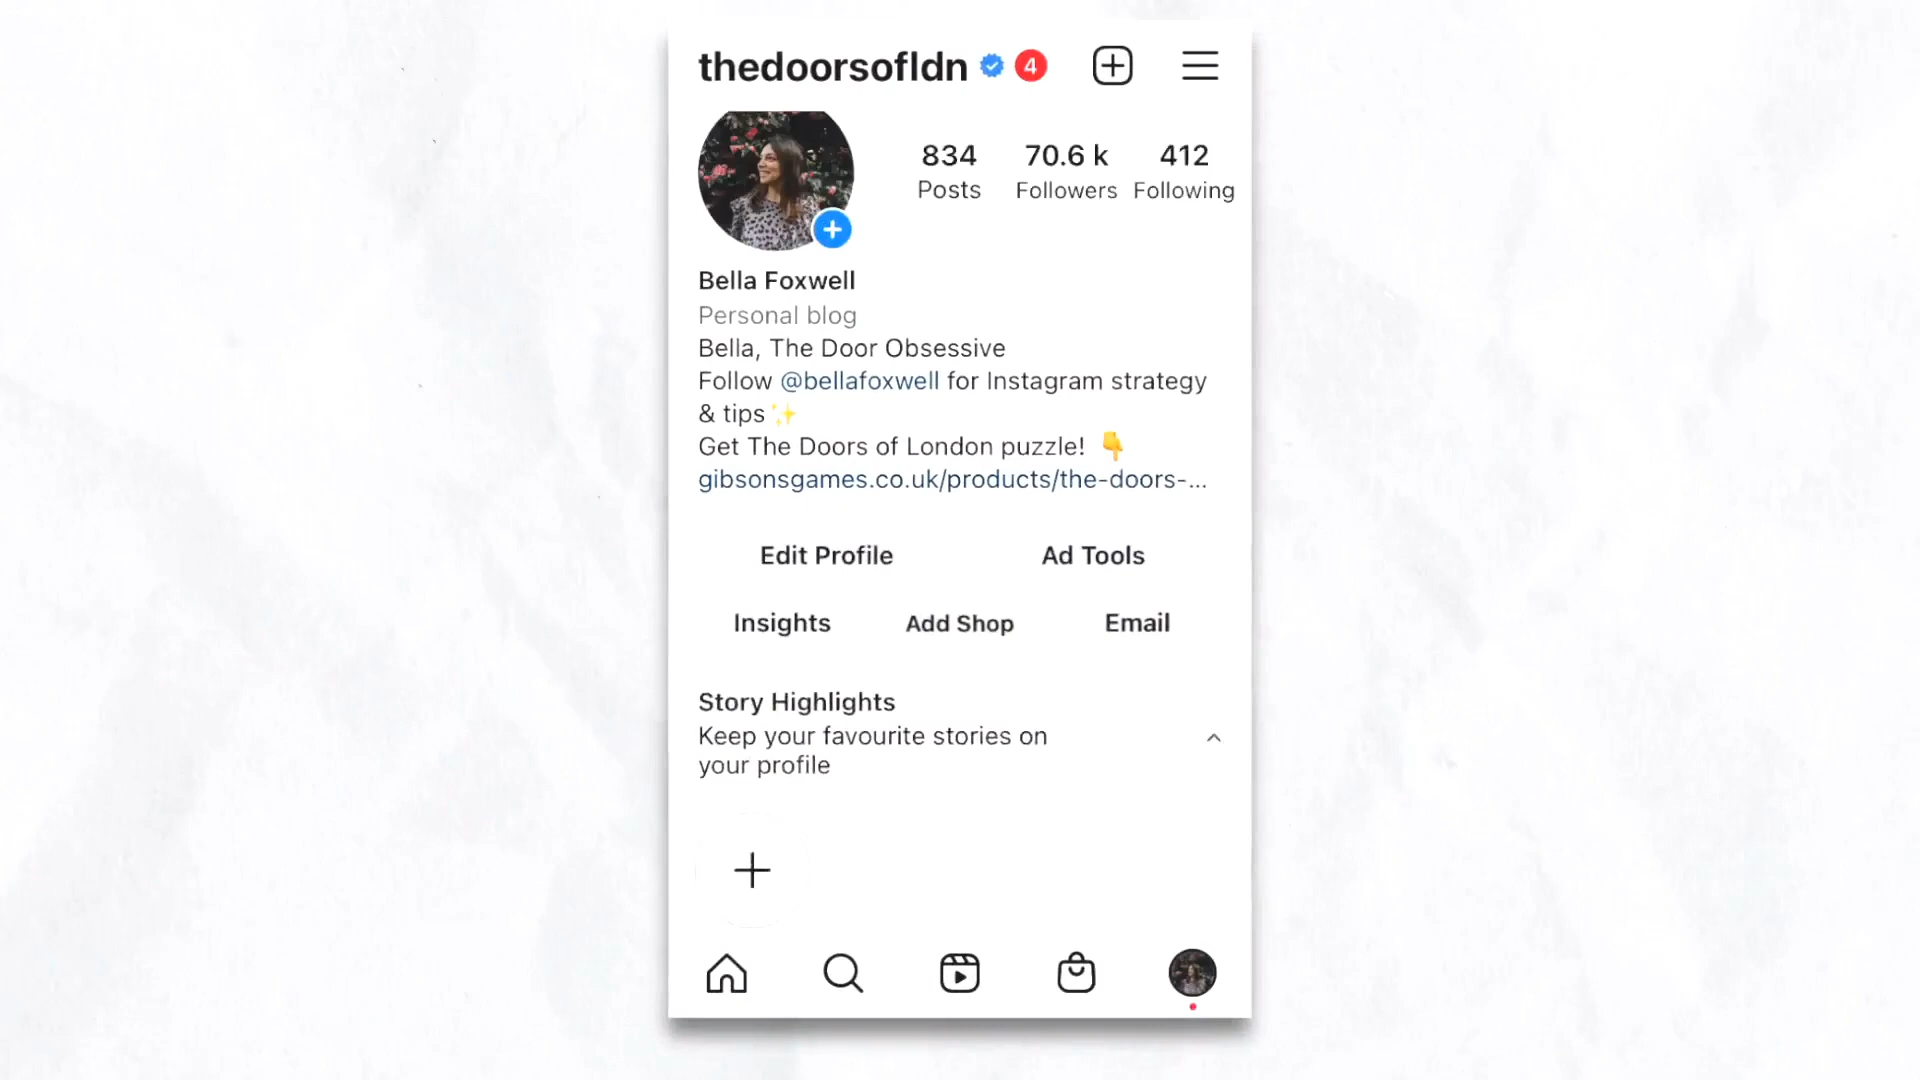 thedoorsofldn 4
834 70.6 k 412
Posts Followers Following
Bella Foxwell
Personal blog
Bella, The Door Obsessive
Follow @bellafoxwell for Instagram strategy
& tips✨
Get The Doors of London puzzle! 👇
gibsonsgames.co.uk/products/the-doors-...
Edit Profile Ad Tools
Insights Add Shop Email
Story Highlights
Keep your favourite stories on
your profile